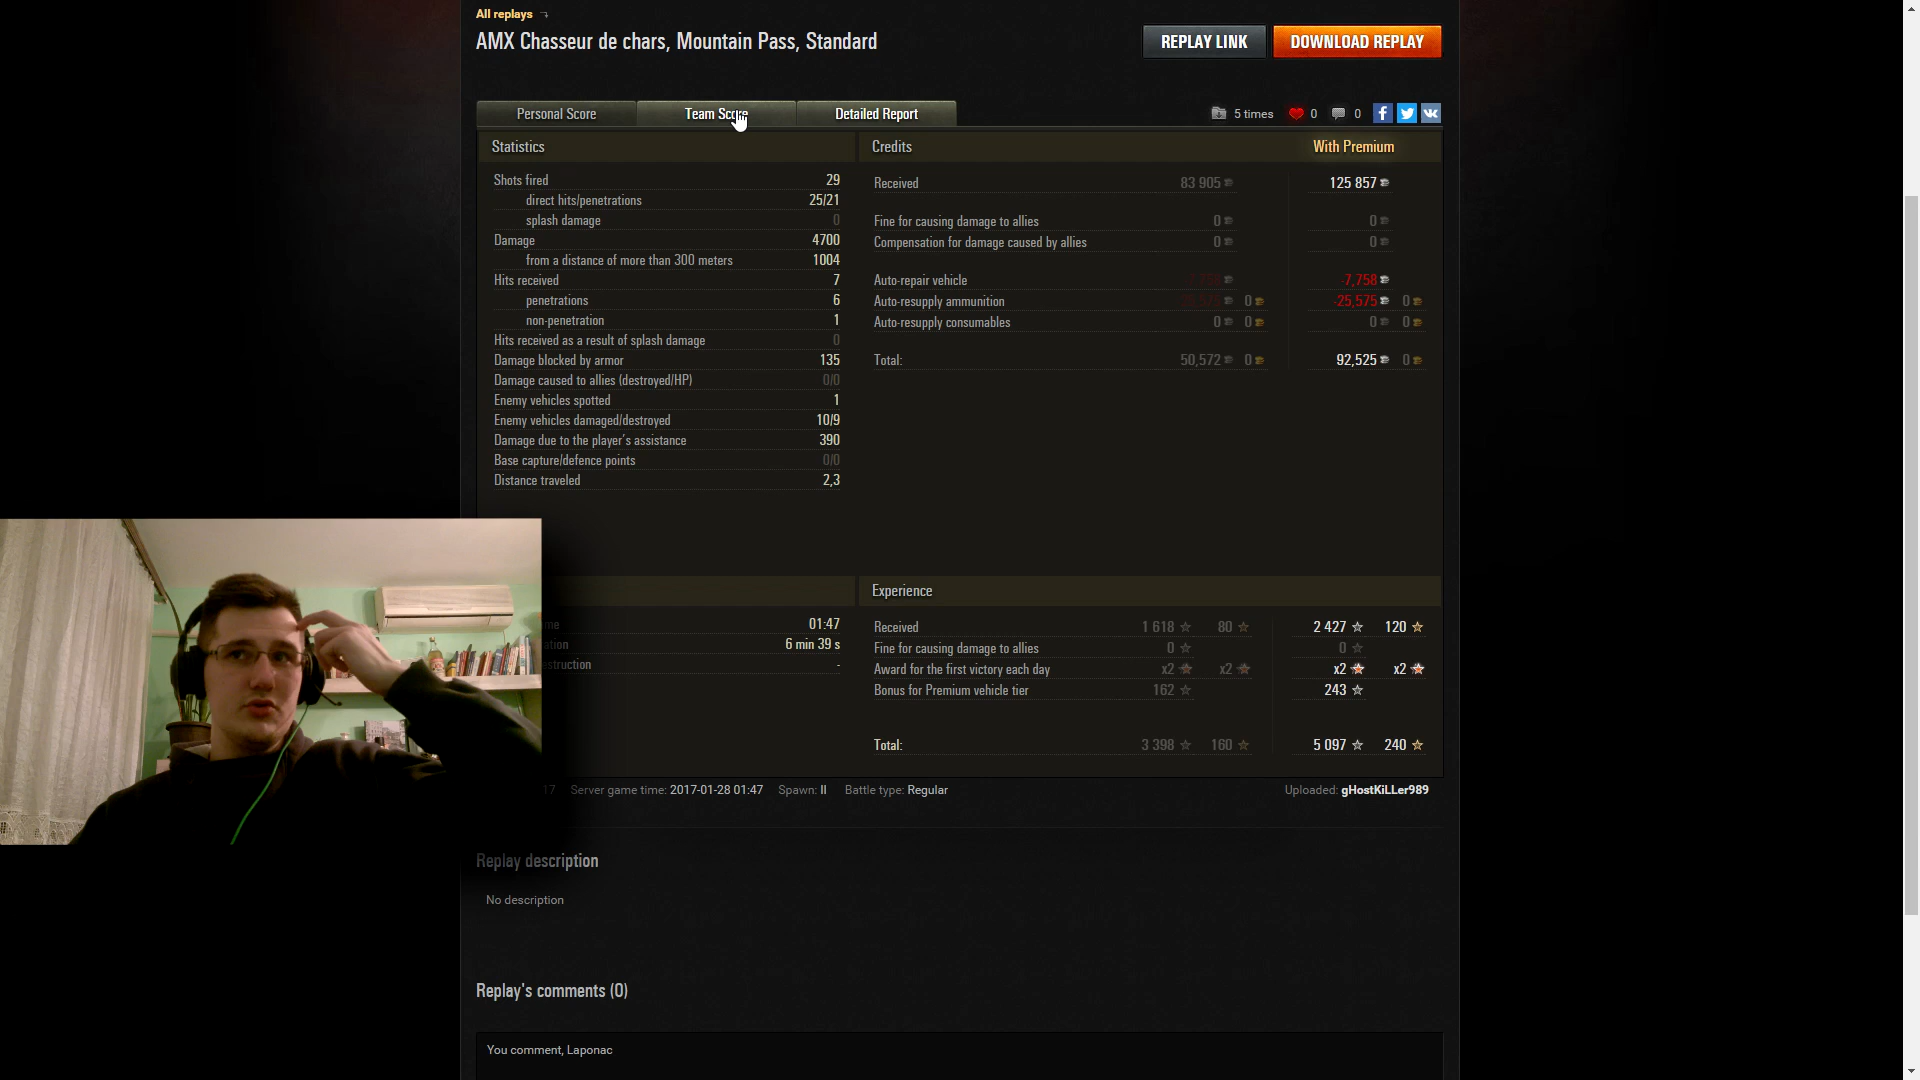 All replays
AMX Chasseur de chars, Mountain Pass, Standard
REPLAY LINK
DOWNLOAD REPLAY
Personal Score
Team Score
Detailed Report
5 times
0
0
Statistics
Shots fired 29
direct hits/penetrations 25/21
splash damage 0
Damage 4700
from a distance of more than 300 meters 1004
Hits received 7
penetrations 6
non-penetration 1
Hits received as a result of splash damage 0
Damage blocked by armor 135
Damage caused to allies (destroyed/HP) 0/0
Enemy vehicles spotted 1
Enemy vehicles damaged/destroyed 10/9
Damage due to the player's assistance 390
Base capture/defence points 0/0
Distance traveled 2,3
Credits With Premium
Received 83 905 125 857
Fine for causing damage to allies 0 0
Compensation for damage caused by allies 0 0
Auto-repair vehicle -7,758 -7,758
Auto-resupply ammunition 0 -25,575 0
Auto-resupply consumables 0 0 0 0
Total: 50,572 0 92,525 0
01:47
6 min 39 s
-
Experience
Received 1 618 80 2 427 120
Fine for causing damage to allies 0 0
Award for the first victory each day x2 x2 x2 x2
Bonus for Premium vehicle tier 162 243
Total: 3 398 160 5 097 240
17 Server game time: 2017-01-28 01:47 Spawn: II Battle type: Regular Uploaded: gHostKiLLer989
Replay description
No description
Replay's comments (0)
You comment, Laponac